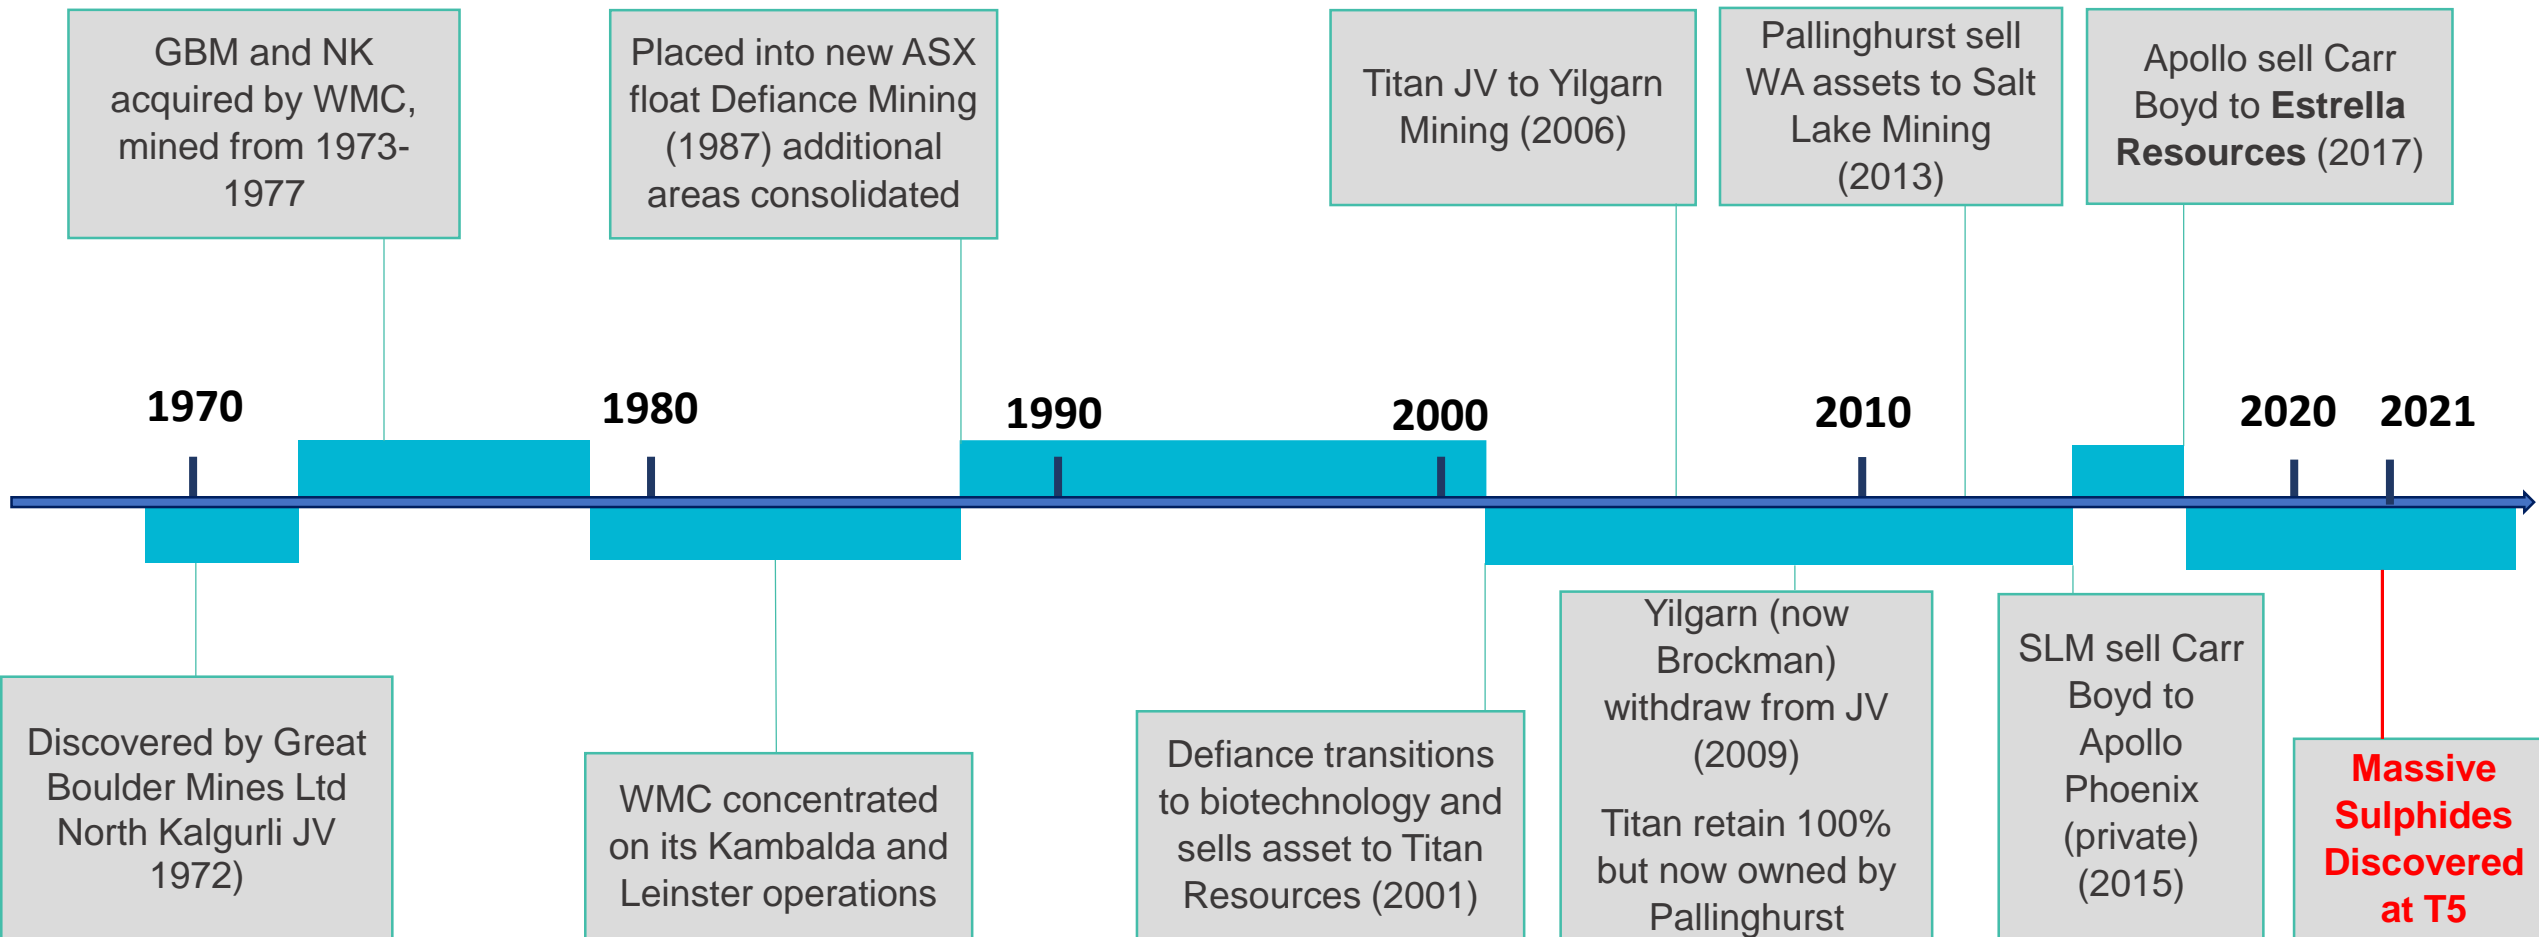 GBM and NK
acquired by WMC,
mined from 1973-
1977
Placed into new ASX
float Defiance Mining
(1987) additional
areas consolidated
Titan JV to Yilgarn
Mining (2006)
Pallinghurst sell
WA assets to Salt
Lake Mining
(2013)
Apollo sell Carr
Boyd to Estrella
Resources (2017)
1970
1980
1990
2000
2010
2020
2021
Discovered by Great
Boulder Mines Ltd
North Kalgurli JV
1972)
WMC concentrated
on its Kambalda and
Leinster operations
Defiance transitions
to biotechnology and
sells asset to Titan
Resources (2001)
Yilgarn (now
Brockman)
withdraw from JV
(2009)
Titan retain 100%
but now owned by
Pallinghurst
SLM sell Carr
Boyd to
Apollo
Phoenix
(private)
(2015)
Massive
Sulphides
Discovered
at T5